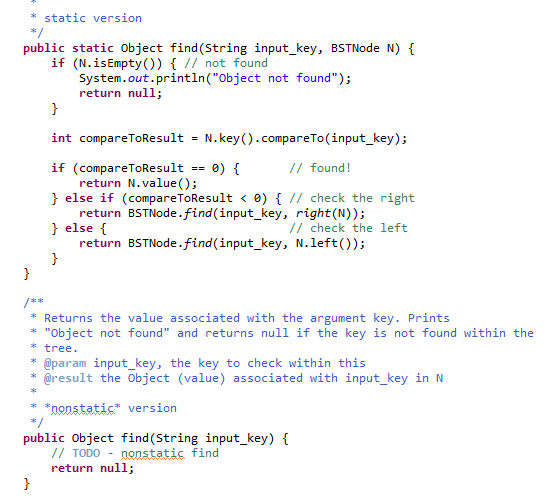 *
* static version
*/
public static Object find(String input_key, BSTNode N) {
if (N.isEmpty()) { // not found
System.out.println("Object not found");
return null;
}
int compareToResult = N.key().compareTo(input_key);
if (compareToResult == 0) { // found!
return N.value();
} else if (compareToResult < 0) { // check the right
return BSTNode.find(input_key, right(N));
} else { // check the left
return BSTNode.find(input_key, N.left());
}
}
/**
* Returns the value associated with the argument key. Prints
* "Object not found" and returns null if the key is not found within the
* tree.
* @param input_key, the key to check within this
* @result the Object (value) associated with input_key in N
*
* *nonstatic* version
*/
public Object find(String input_key) {
// TODO - nonstatic find
return null;
}